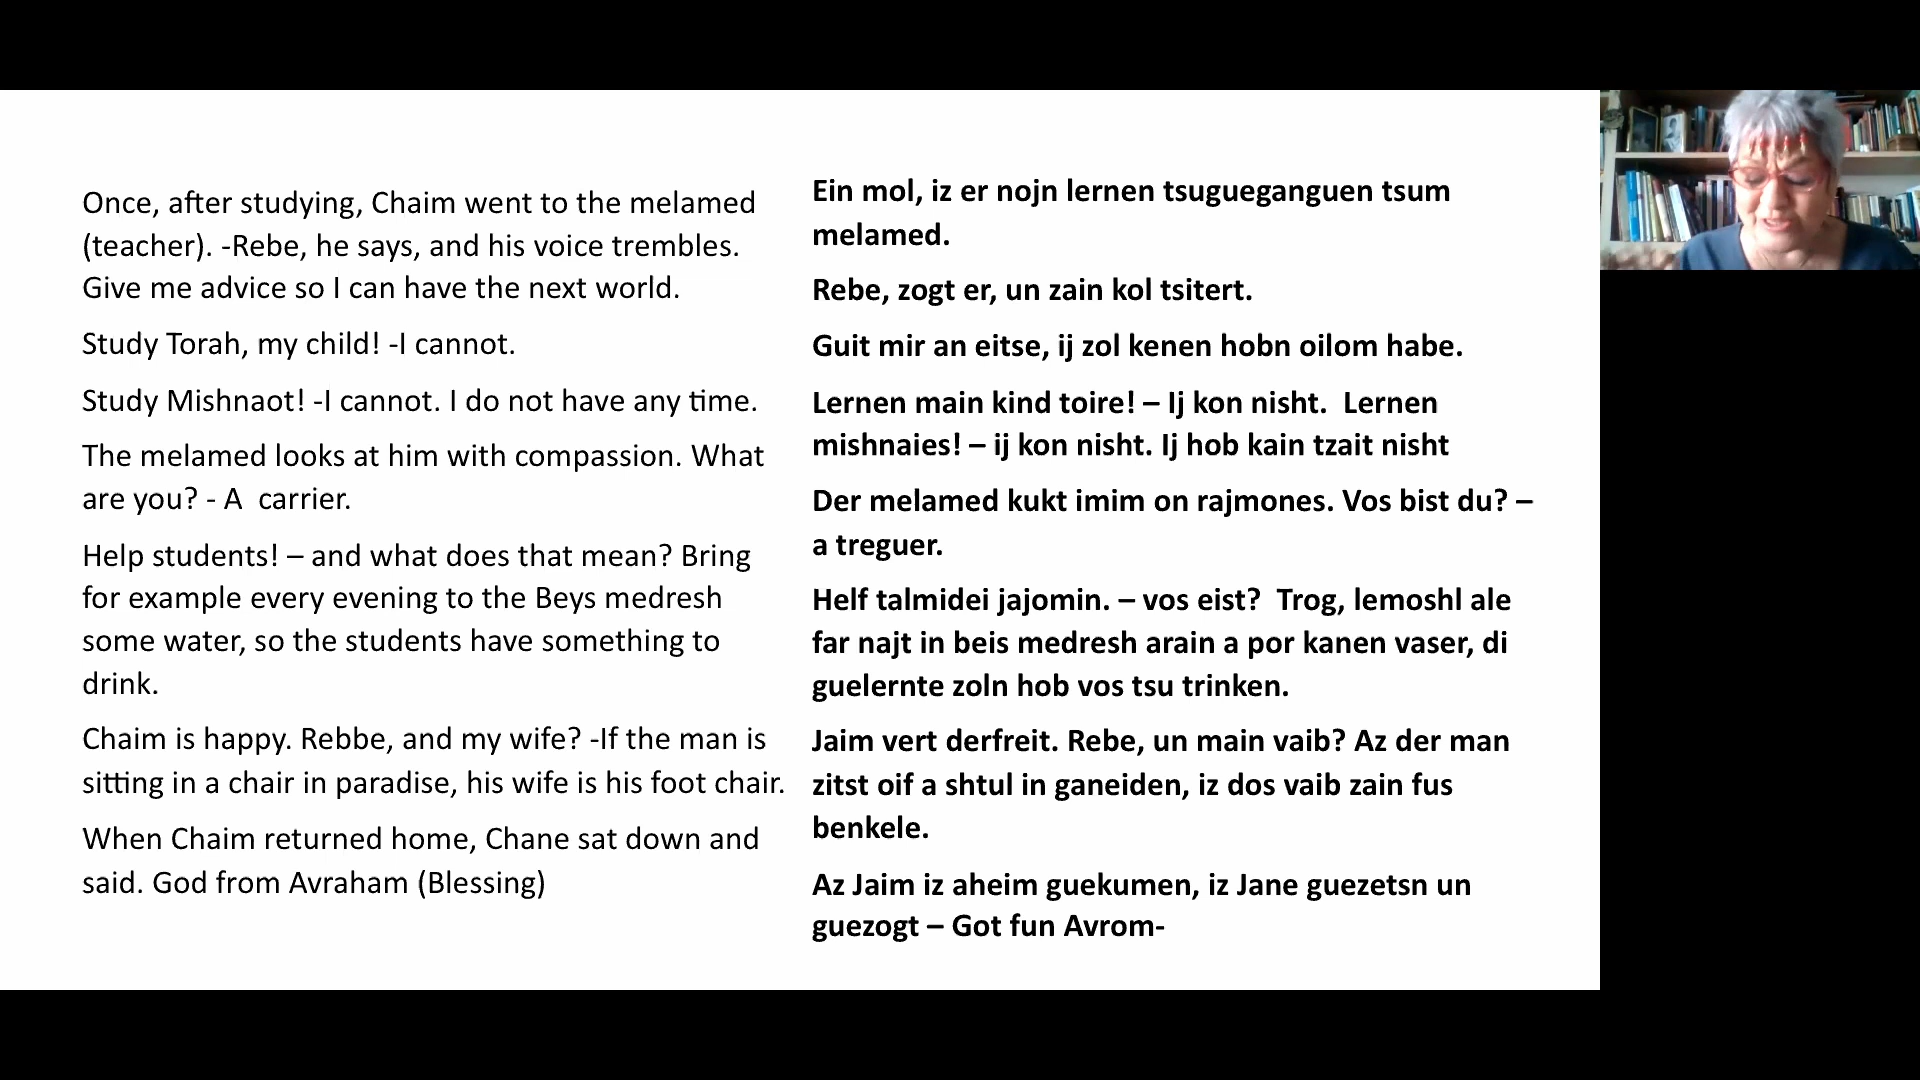 Once, after studying, Chaim went to the melamed
(teacher). -Rebe, he says, and his voice trembles.
Give me advice so I can have the next world.
Study Torah, my child! -I cannot.
Study Mishnaot! -I cannot. I do not have any time.
The melamed looks at him with compassion. What
are you? - A  carrier.
Help students! – and what does that mean? Bring
for example every evening to the Beys medresh
some water, so the students have something to
drink.
Chaim is happy. Rebbe, and my wife? -If the man is
sitting in a chair in paradise, his wife is his foot chair.
When Chaim returned home, Chane sat down and
said. God from Avraham (Blessing)
Ein mol, iz er nojn lernen tsugueganguen tsum
melamed.
Rebe, zogt er, un zain kol tsitert.
Guit mir an eitse, ij zol kenen hobn oilom habe.
Lernen main kind toire! – Ij kon nisht.  Lernen
mishnaies! – ij kon nisht. Ij hob kain tzait nisht
Der melamed kukt imim on rajmones. Vos bist du? –
a treguer.
Helf talmidei jajomin. – vos eist?  Trog, lemoshl ale
far najt in beis medresh arain a por kanen vaser, di
guelernte zoln hob vos tsu trinken.
Jaim vert derfreit. Rebe, un main vaib? Az der man
zitst oif a shtul in ganeiden, iz dos vaib zain fus
benkele.
Az Jaim iz aheim guekumen, iz Jane guezetsn un
guezogt – Got fun Avrom-